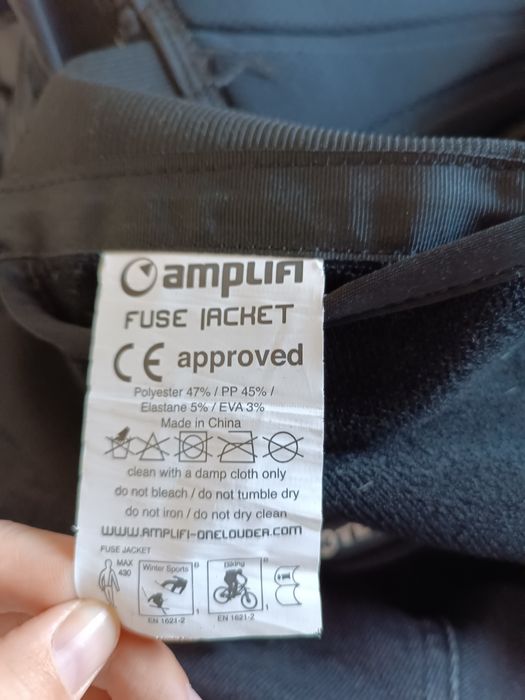 AMPLIFI
FUSE JACKET
CE approved
Polyester 47% / PP 45% /
Elastane 5% / EVA 3%
Made in China
clean with a damp cloth only
do not bleach / do not tumble dry
do not iron / do not dry clean
WWW.AMPLIFI-ONELOUDER.COM
FUSE JACKET
MAX
430
Winter Sports
Biking
EN 1621-2
EN 1621-2